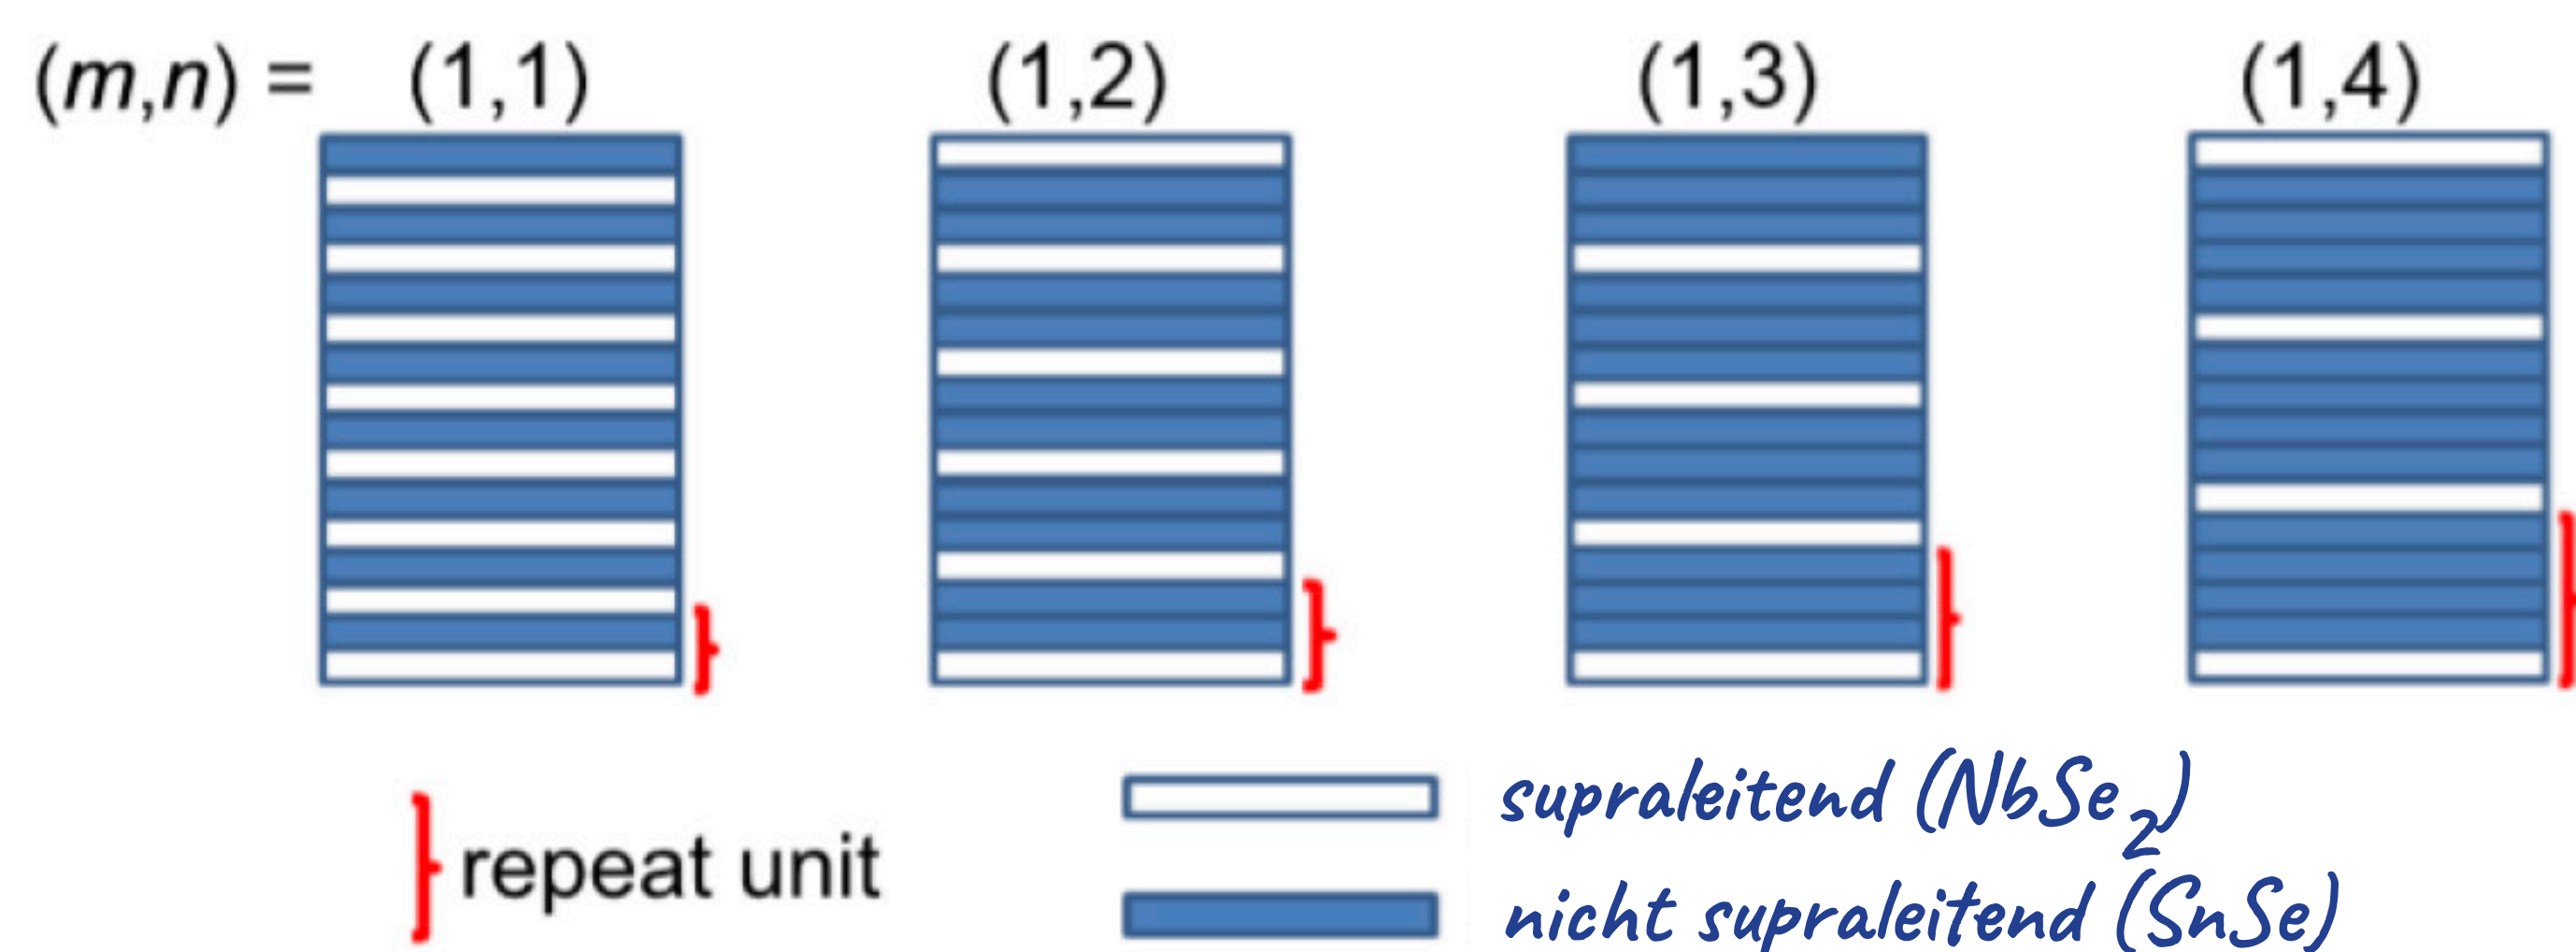 (m,n) = (1,1) (1,2) (1,3) (1,4)
repeat unit
supraleitend (NbSe2)
nicht supraleitend (SnSe)